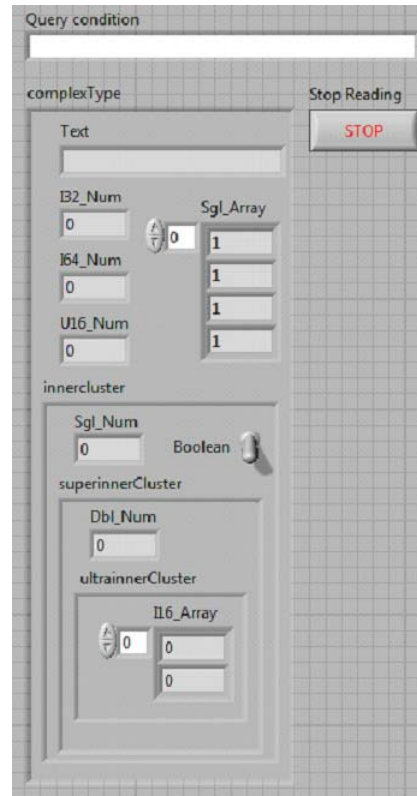 Query condition
complexType
Stop Reading
STOP
Text
I32_Num
0
Sgl_Array
0
1
1
1
1
I64_Num
0
U16_Num
0
innercluster
Sgl_Num
0
Boolean
superinnerCluster
Dbl_Num
0
ultrainnerCluster
I16_Array
0
0
0